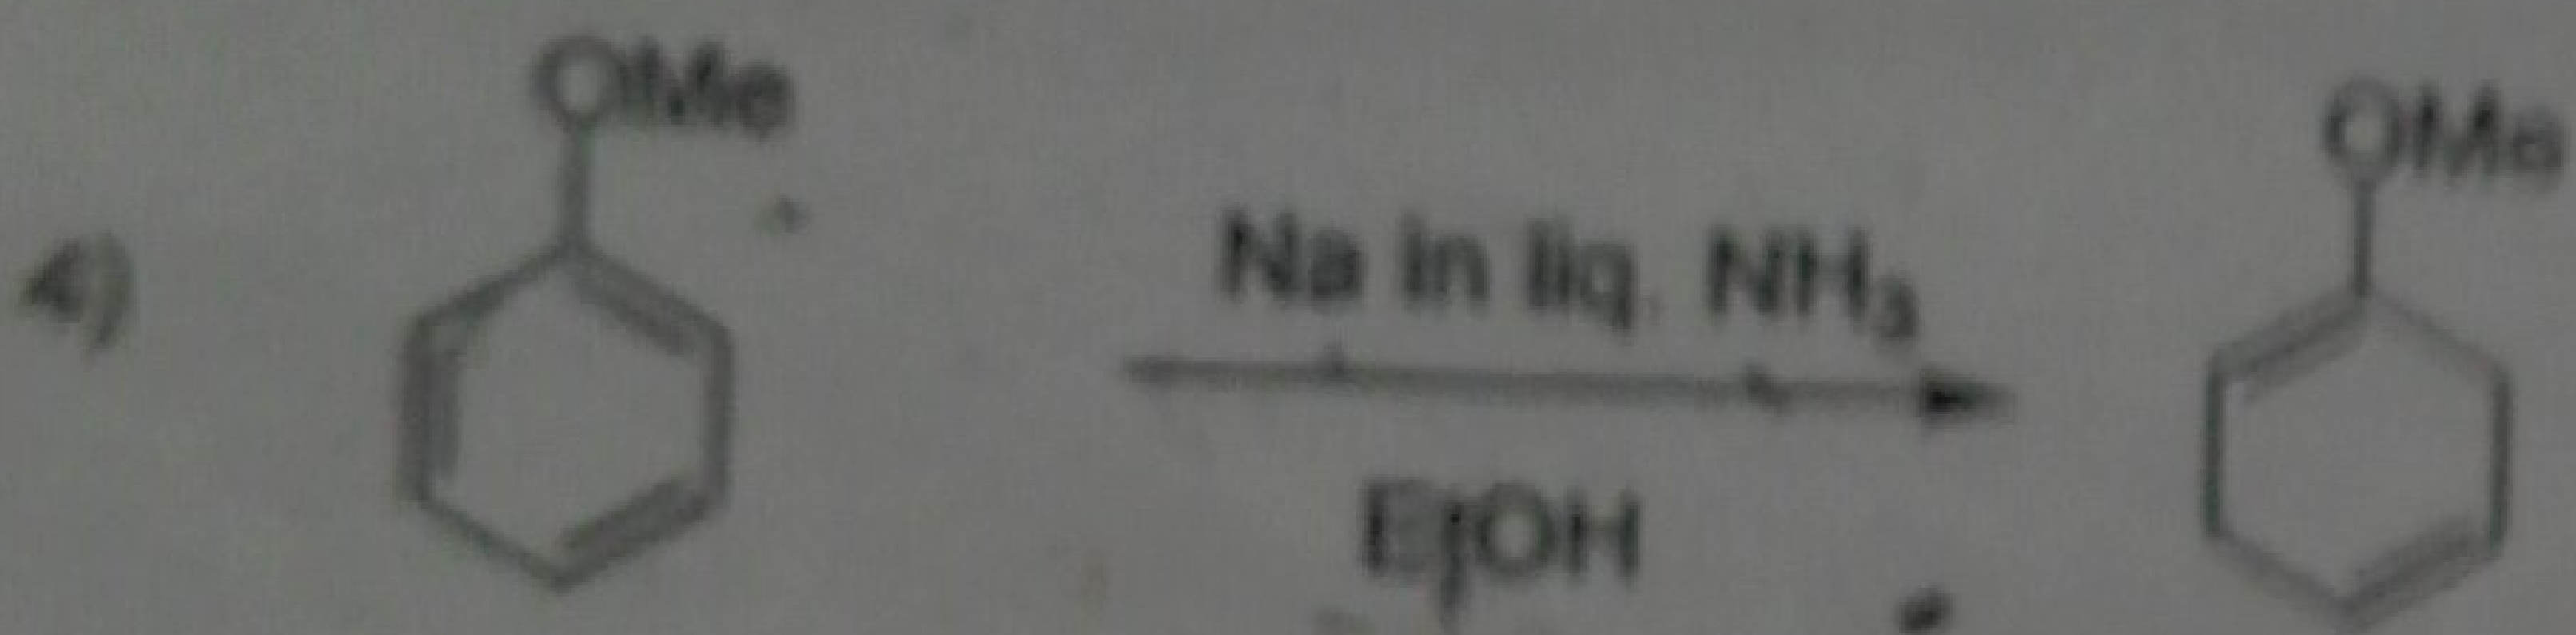 OMe
OMe
4)
Na in liq. NH₃
EtOH